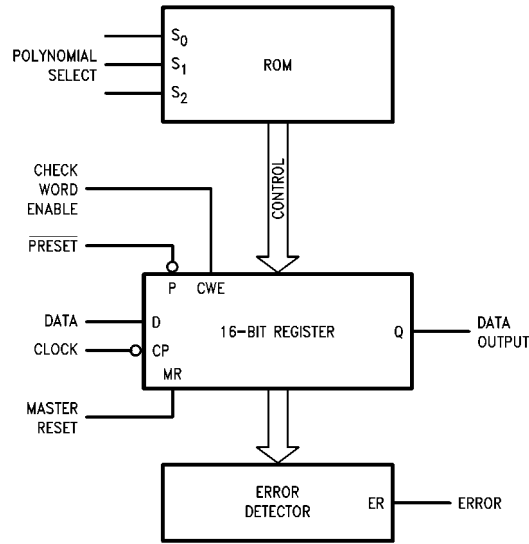 S0
POLYNOMIAL
SELECT
S1
ROM
S2
CONTROL
CHECK
WORD
ENABLE
PRESET
P CWE
DATA
D
16-BIT REGISTER
Q
DATA
OUTPUT
CLOCK
CP
MR
MASTER
RESET
ERROR
DETECTOR
ER
ERROR